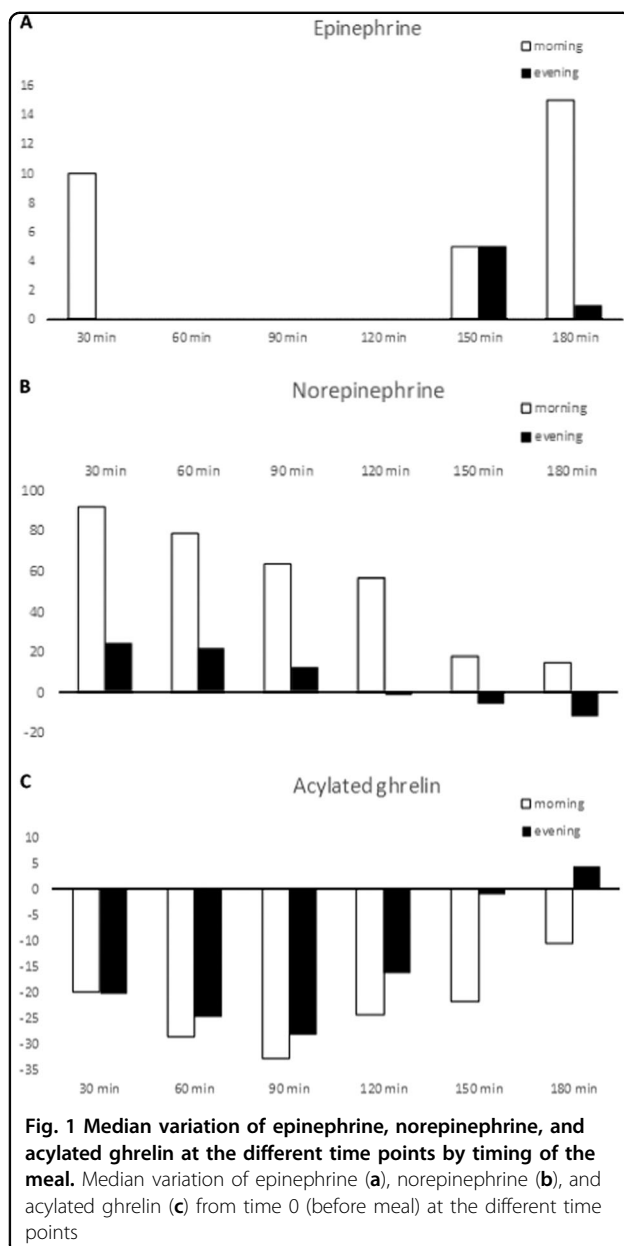 A
Epinephrine
morning
evening
16
14
12
10
8
6
4
2
0
30 min 60 min 90 min 120 min 150 min 180 min
B
Norepinephrine
morning
evening
30 min 60 min 90 min 120 min 150 min 180 min
100
80
60
40
20
0
-20
C
Acylated ghrelin
morning
evening
10
5
0
-5
-10
-15
-20
-25
-30
-35
30 min 60 min 90 min 120 min 150 min 180 min
Fig. 1 Median variation of epinephrine, norepinephrine, and
acylated ghrelin at the different time points by timing of the
meal. Median variation of epinephrine (a), norepinephrine (b), and
acylated ghrelin (c) from time 0 (before meal) at the different time
points